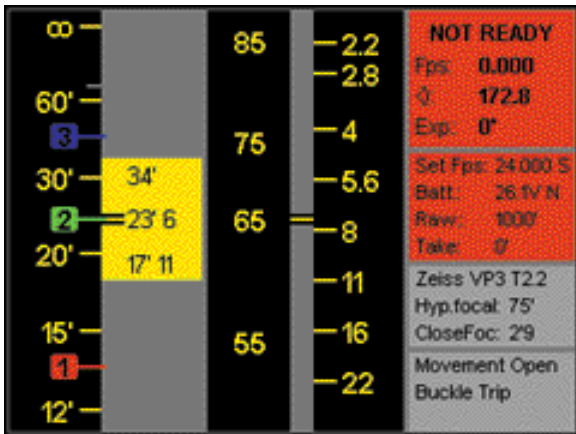 ∞
60'
3
30'
2
20'
15'
1
12'
34'
23' 6
17' 11
85
75
65
55
2.2
2.8
4
5.6
8
11
16
22
NOT READY
Fps: 0.000
172.8
Exp: 0°
Set Fps: 24.000 S
Batt.: 26.1V N
Raw: 1000'
Take: 0'
Zeiss VP3 T2.2
Hyp.focal: 75'
CloseFoc: 2'9
Movement Open
Buckle Trip